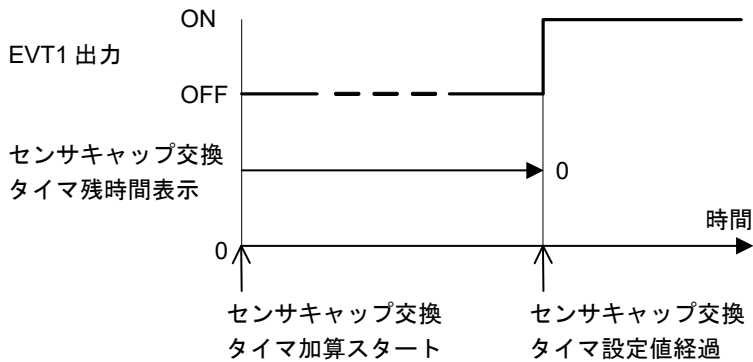 ON
EVT1 出力
OFF
センサキャップ交換
タイマ残時間表示
0
時間
0
センサキャップ交換
タイマ加算スタート
センサキャップ交換
タイマ設定値経過